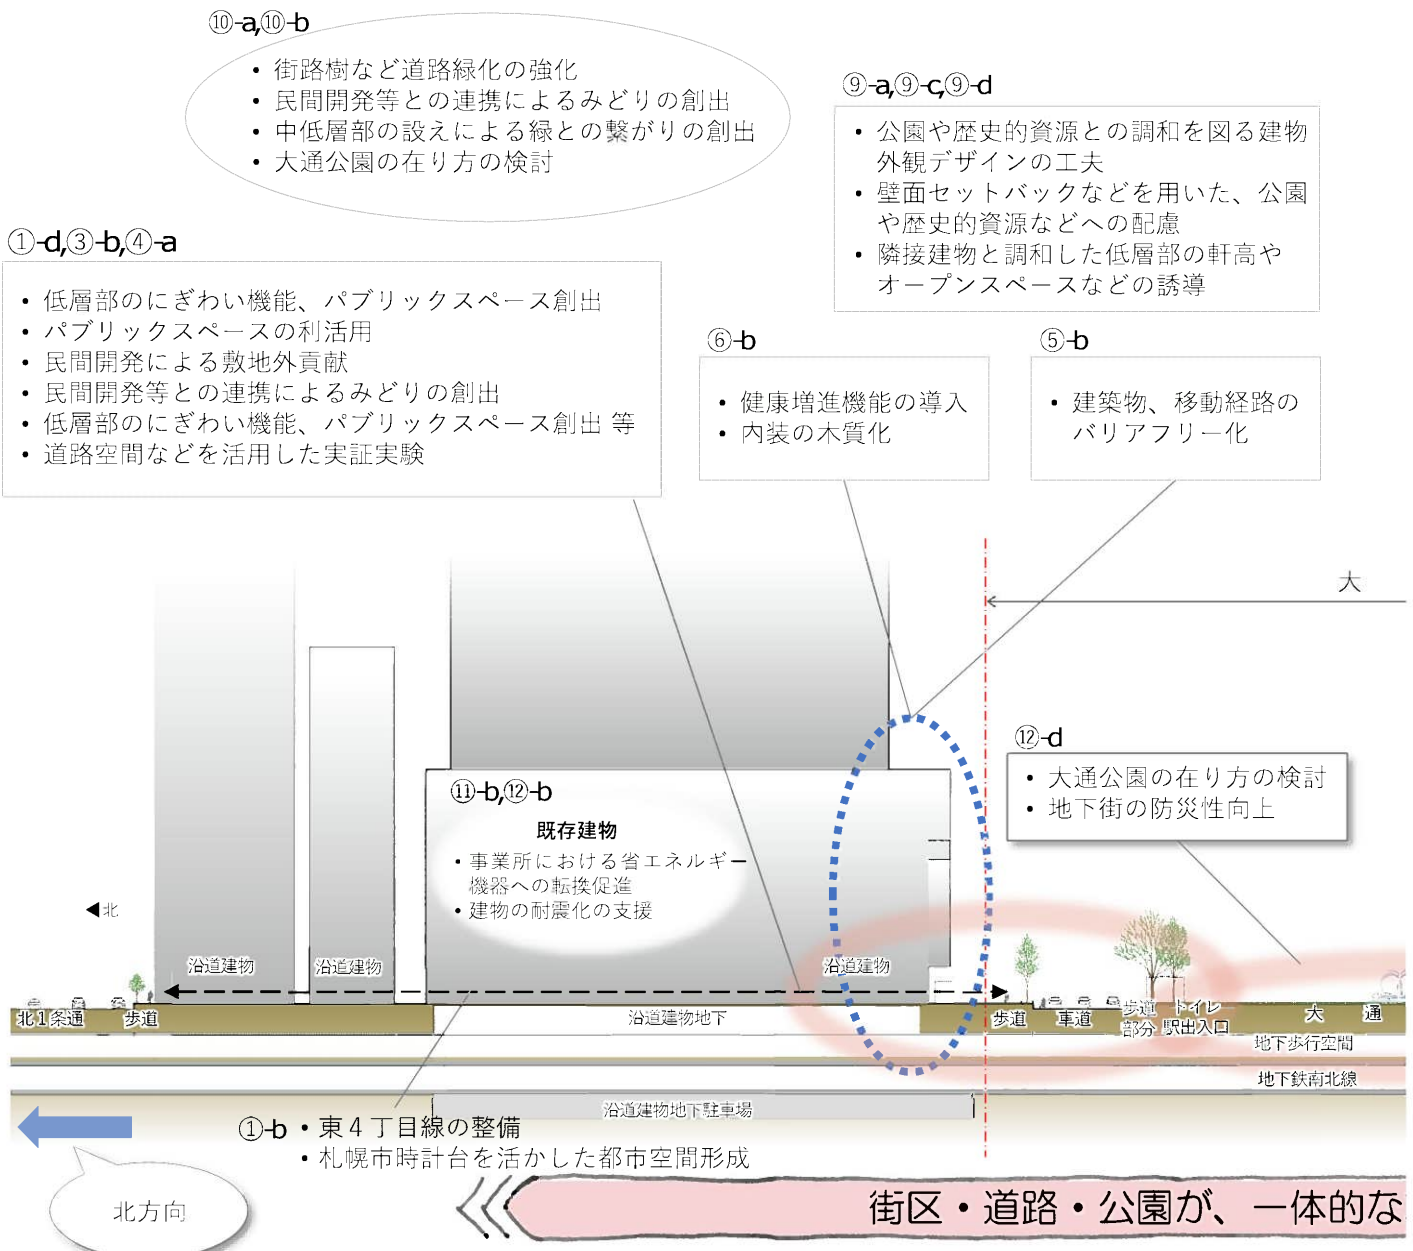 ⑩-a,⑩-b
• 街路樹など道路緑化の強化
• 民間開発等との連携によるみどりの創出
• 中低層部の設えによる緑との繋がりの創出
• 大通公園の在り方の検討
⑨-a,⑨-c,⑨-d
• 公園や歴史的資源との調和を図る建物
外観デザインの工夫
• 壁面セットバックなどを用いた、公園
や歴史的資源などへの配慮
• 隣接建物と調和した低層部の軒高や
オープンスペースなどの誘導
①-d,③-b,④-a
• 低層部のにぎわい機能、パブリックスペース創出
• パブリックスペースの利活用
• 民間開発による敷地外貢献
• 民間開発等との連携によるみどりの創出
• 低層部のにぎわい機能、パブリックスペース創出 等
• 道路空間などを活用した実証実験
⑥-b
• 健康増進機能の導入
• 内装の木質化
⑤-b
• 建築物、移動経路の
バリアフリー化
大
⑫-d
• 大通公園の在り方の検討
• 地下街の防災性向上
⑪-b,⑫-b
既存建物
• 事業所における省エネルギー
機器への転換促進
• 建物の耐震化の支援
◀北
沿道建物
沿道建物
沿道建物
北1条通
歩道
沿道建物地下
歩道
車道
歩道
部分
トイレ
駅出入口
大
通
地下歩行空間
地下鉄南北線
沿道建物地下駐車場
①-b • 東4丁目線の整備
• 札幌市時計台を活かした都市空間形成
北方向
街区・道路・公園が、一体的な